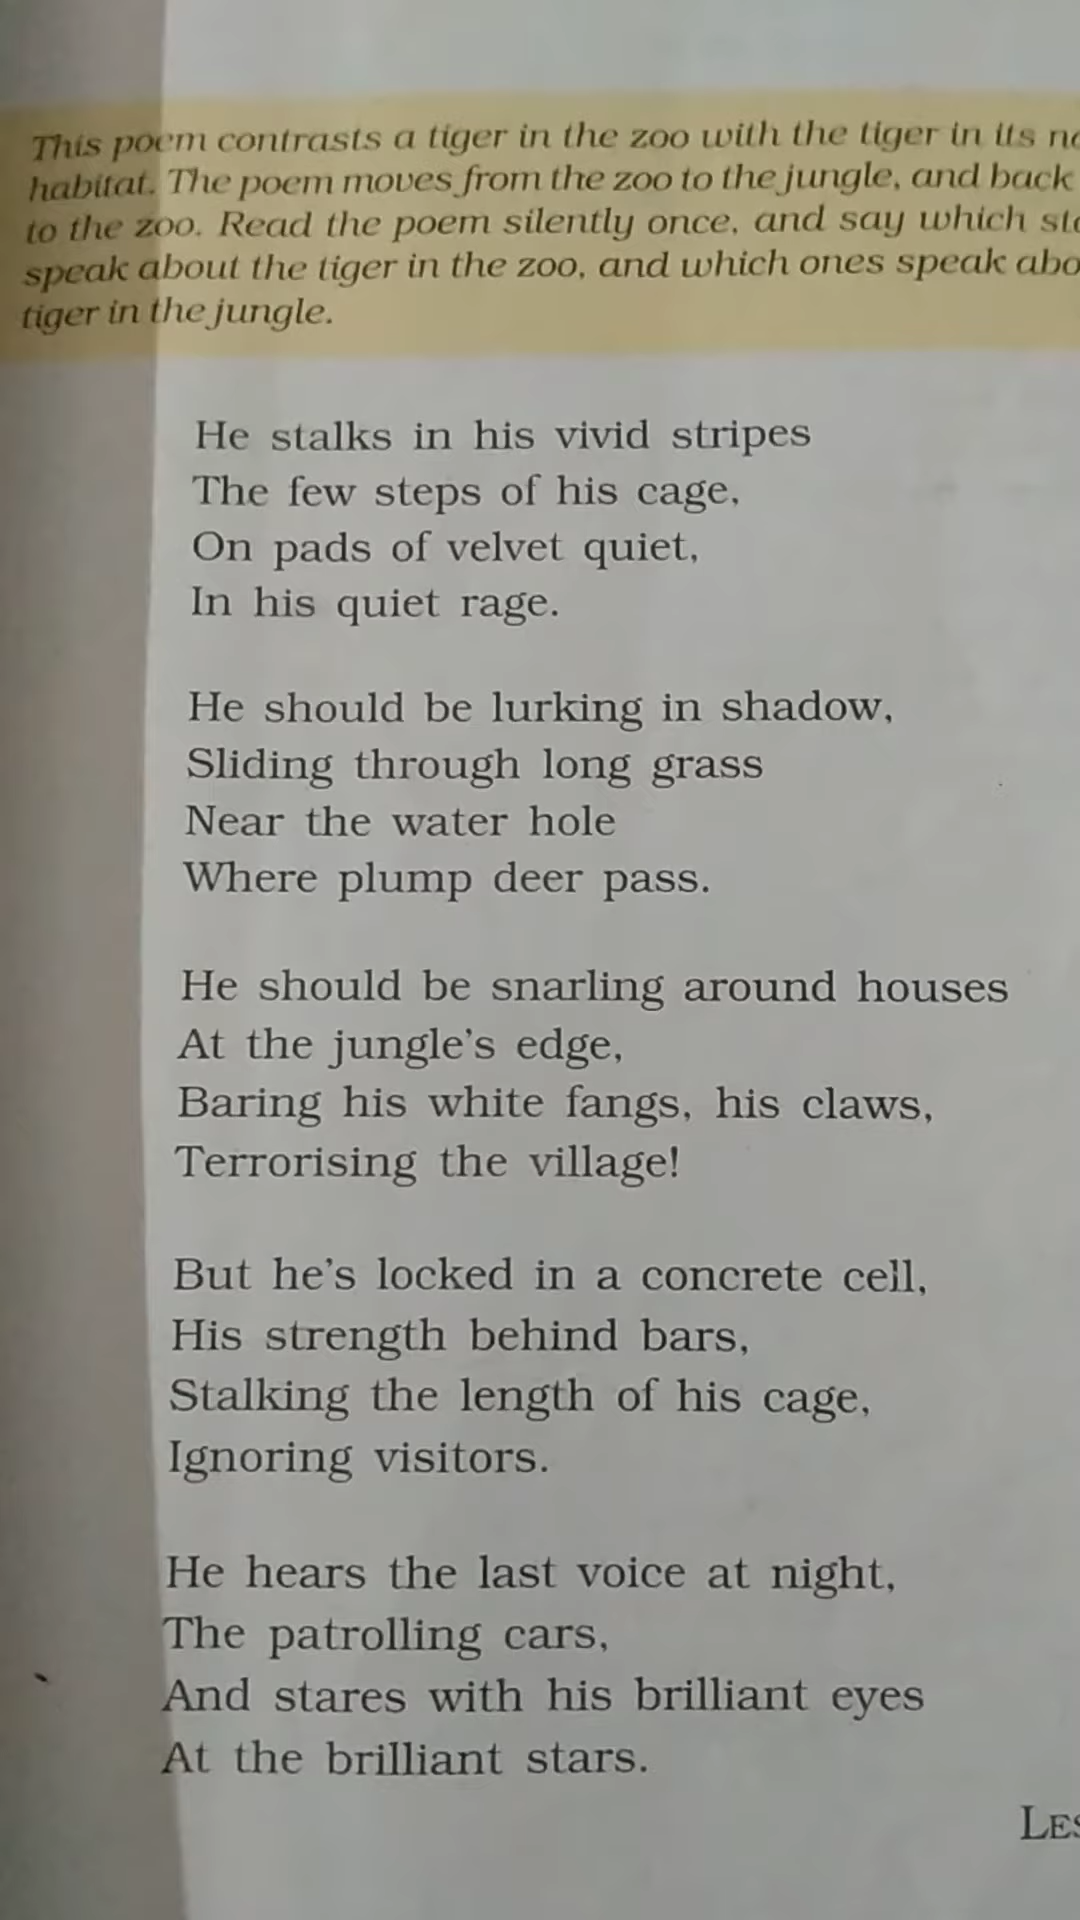 This poem contrasts a tiger in the zoo with the tiger in its
habitat. The poem moves from the zoo to the jungle, and back
to the zoo. Read the poem silently once, and say which
speak about the tiger in the zoo, and which ones speak
tiger in the jungle.
He stalks in his vivid stripes
The few steps of his cage,
On pads of velvet quiet,
In his quiet rage.
He should be lurking in shadow,
Sliding through long grass
Near the water hole
Where plump deer pass.
He should be snarling around houses
At the jungle's edge,
Baring his white fangs, his claws,
Terrorising the village!
But he's locked in a concrete cell,
His strength behind bars,
Stalking the length of his cage,
Ignoring visitors.
He hears the last voice at night,
The patrolling cars,
And stares with his brilliant eyes
At the brilliant stars.